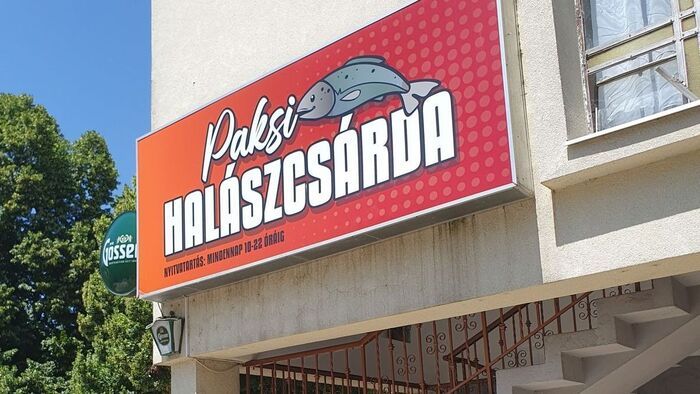 Paksi
HALÁSZCSÁRDA
NYITVATARTÁS: MINDENNAP 10-22 ÓRÁIG
Gösser